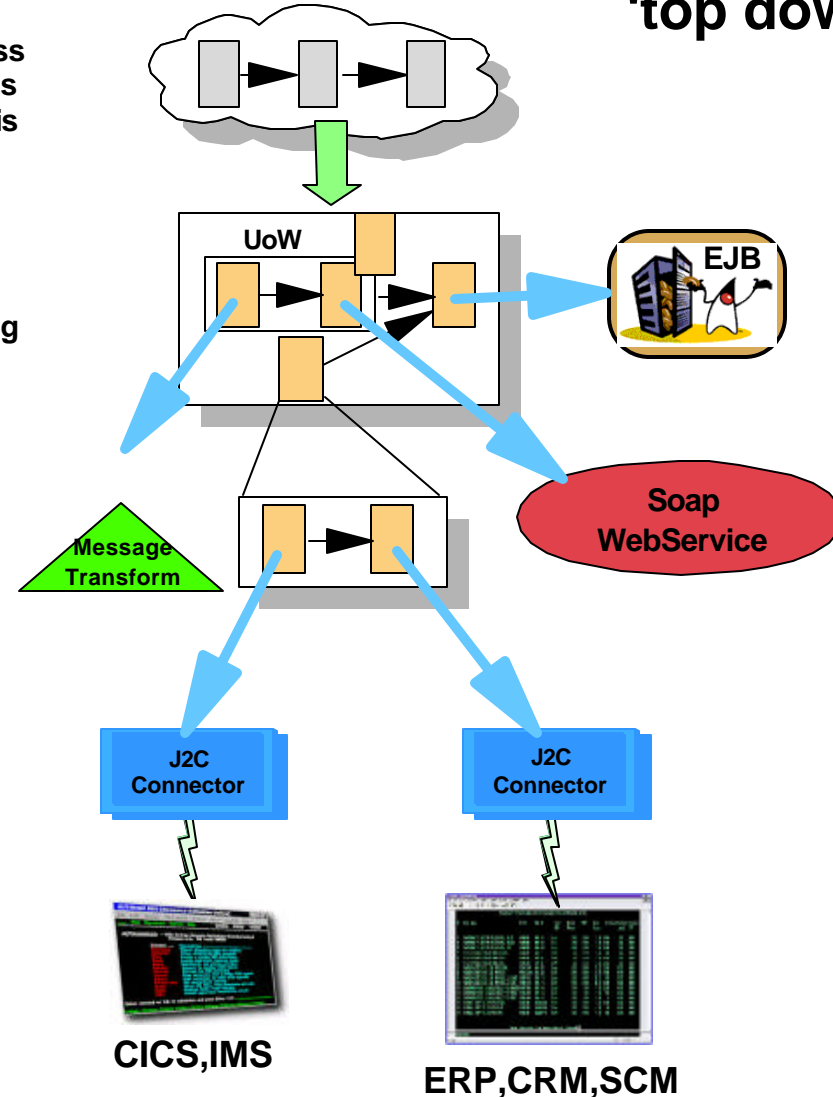 'top dow
ss
s
is
UoW
EJB
g
Soap
WebService
Message
Transform
J2C
Connector
J2C
Connector
CICS,IMS
ERP,CRM,SCM